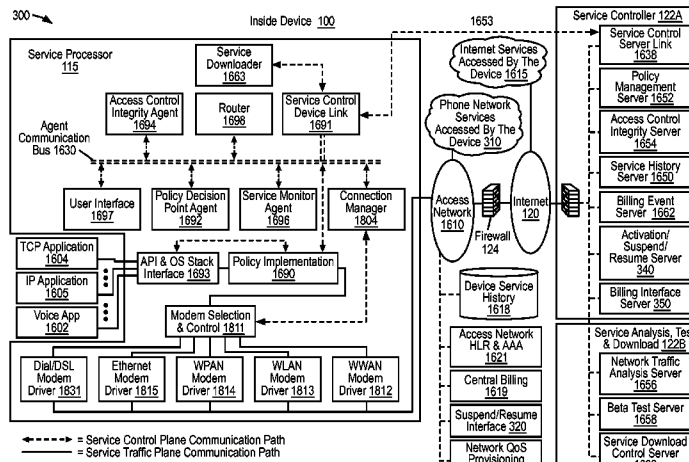 300
Inside Device 100
1653
Service Controller 122A
Service Processor
115
Service
Downloader
1663
Access Control
Integrity Agent
1694
Router
1698
Service Control
Device Link
1691
Agent
Communication
Bus 1630
User Interface
1697
Policy Decision
Point Agent
1692
Service Monitor
Agent
1696
Connection
Manager
1804
TCP Application
1604
IP Application
1605
Voice App
1602
API & OS Stack
Interface 1693
Policy Implementation
1690
Modem Selection
& Control 1811
Dial/DSL
Modem
Driver 1831
Ethernet
Modem
Driver 1815
WPAN
Modem
Driver 1814
WLAN
Modem
Driver 1813
WWAN
Modem
Driver 1812
= Service Control Plane Communication Path
= Service Traffic Plane Communication Path
Internet Services
Accessed By The
Device 1615
Phone Network
Services
Accessed By The
Device 310
Access
Network
1610
Firewall
124
Internet
120
Device Service
History
1618
Access Network
HLR & AAA
1621
Central Billing
1619
Suspend/Resume
Interface 320
Network QoS
Provisioning
Service Control
Server Link
1638
Policy
Management
Server 1652
Access Control
Integrity Server
1654
Service History
Server 1650
Billing Event
Server 1662
Activation/
Suspend/
Resume Server
340
Billing Interface
Server 350
Service Analysis, Test
& Download 122B
Network Traffic
Analysis Server
1656
Beta Test Server
1658
Service Download
Control Server